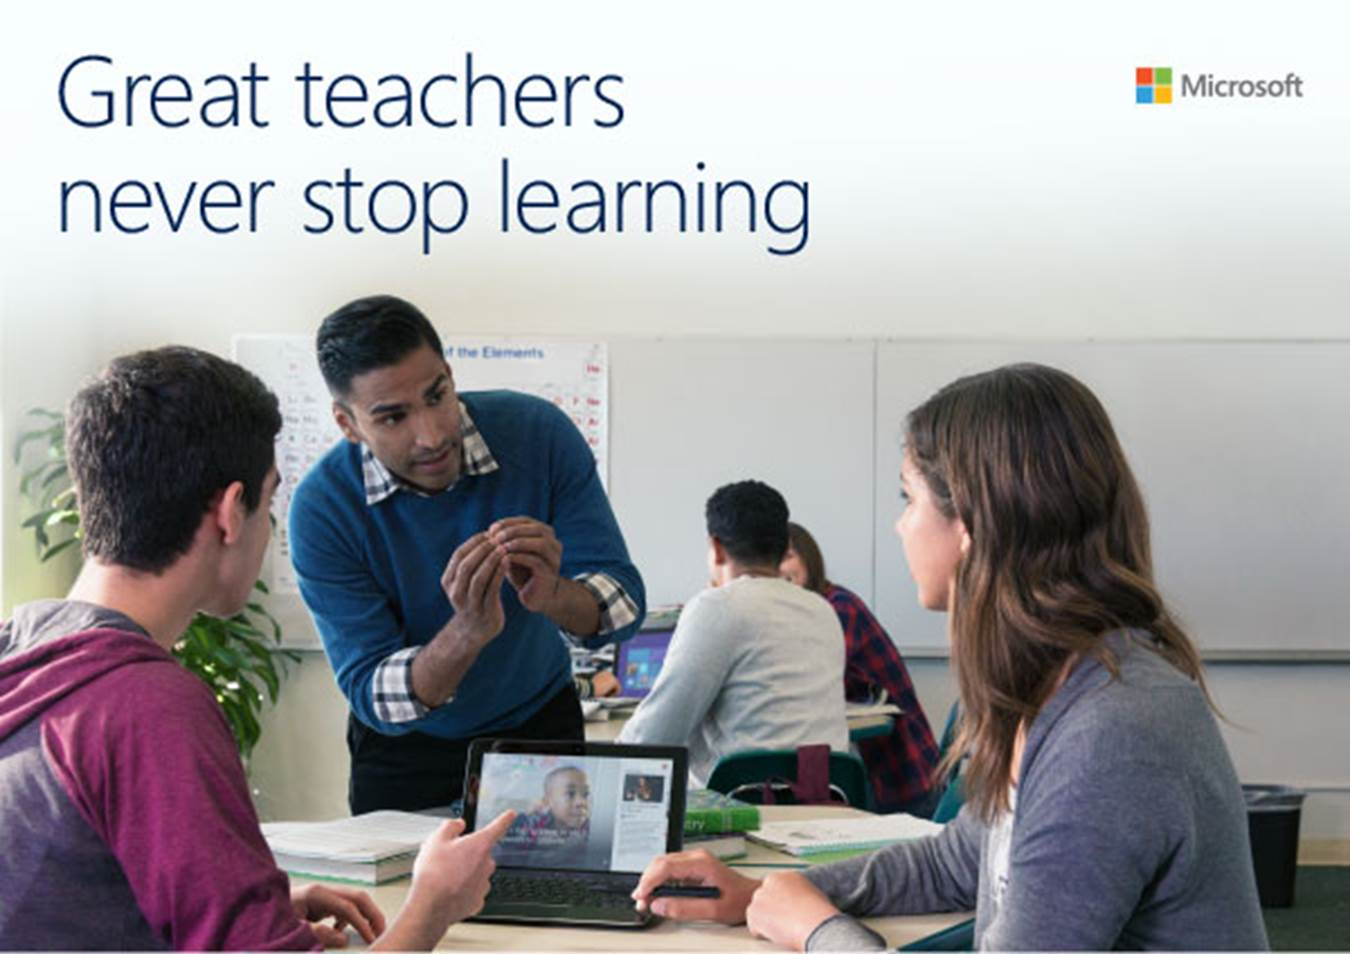 Great teachers
never stop learning
Microsoft
of the Elements